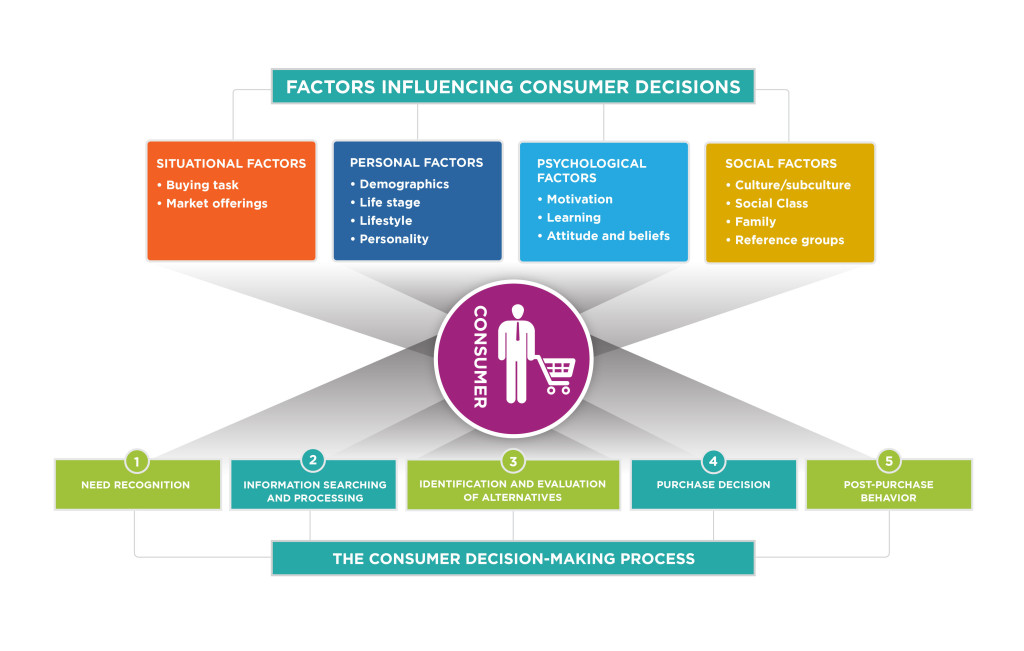 FACTORS INFLUENCING CONSUMER DECISIONS
SITUATIONAL FACTORS
• Buying task
• Market offerings
PERSONAL FACTORS
• Demographics
• Life stage
• Lifestyle
• Personality
PSYCHOLOGICAL
FACTORS
• Motivation
• Learning
• Attitude and beliefs
SOCIAL FACTORS
• Culture/subculture
• Social Class
• Family
• Reference groups
CONSUMER
1
NEED RECOGNITION
2
INFORMATION SEARCHING
AND PROCESSING
3
IDENTIFICATION AND EVALUATION
OF ALTERNATIVES
4
PURCHASE DECISION
5
POST-PURCHASE
BEHAVIOR
THE CONSUMER DECISION-MAKING PROCESS